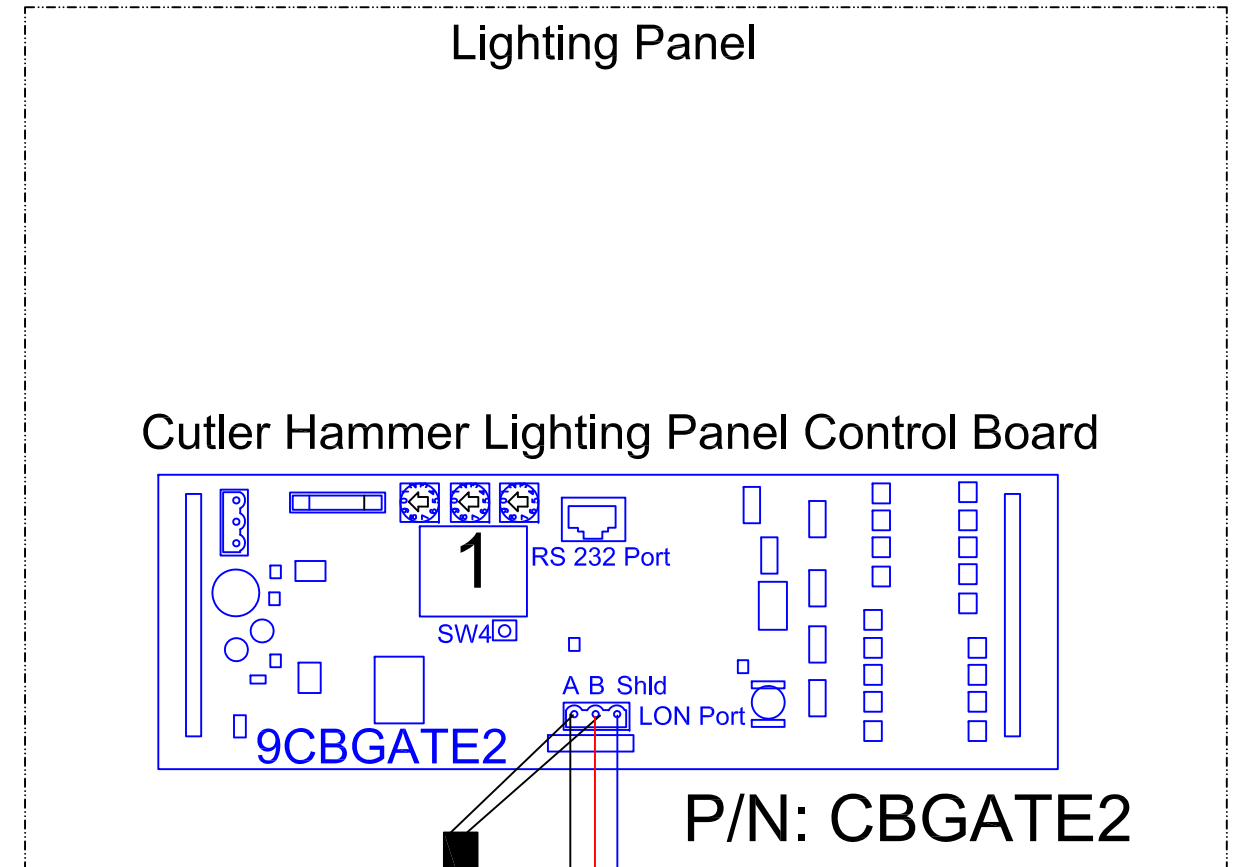 Lighting Panel
Cutler Hammer Lighting Panel Control Board
1
RS 232 Port
SW4
A B Shld
LON Port
9CBGATE2
P/N: CBGATE2